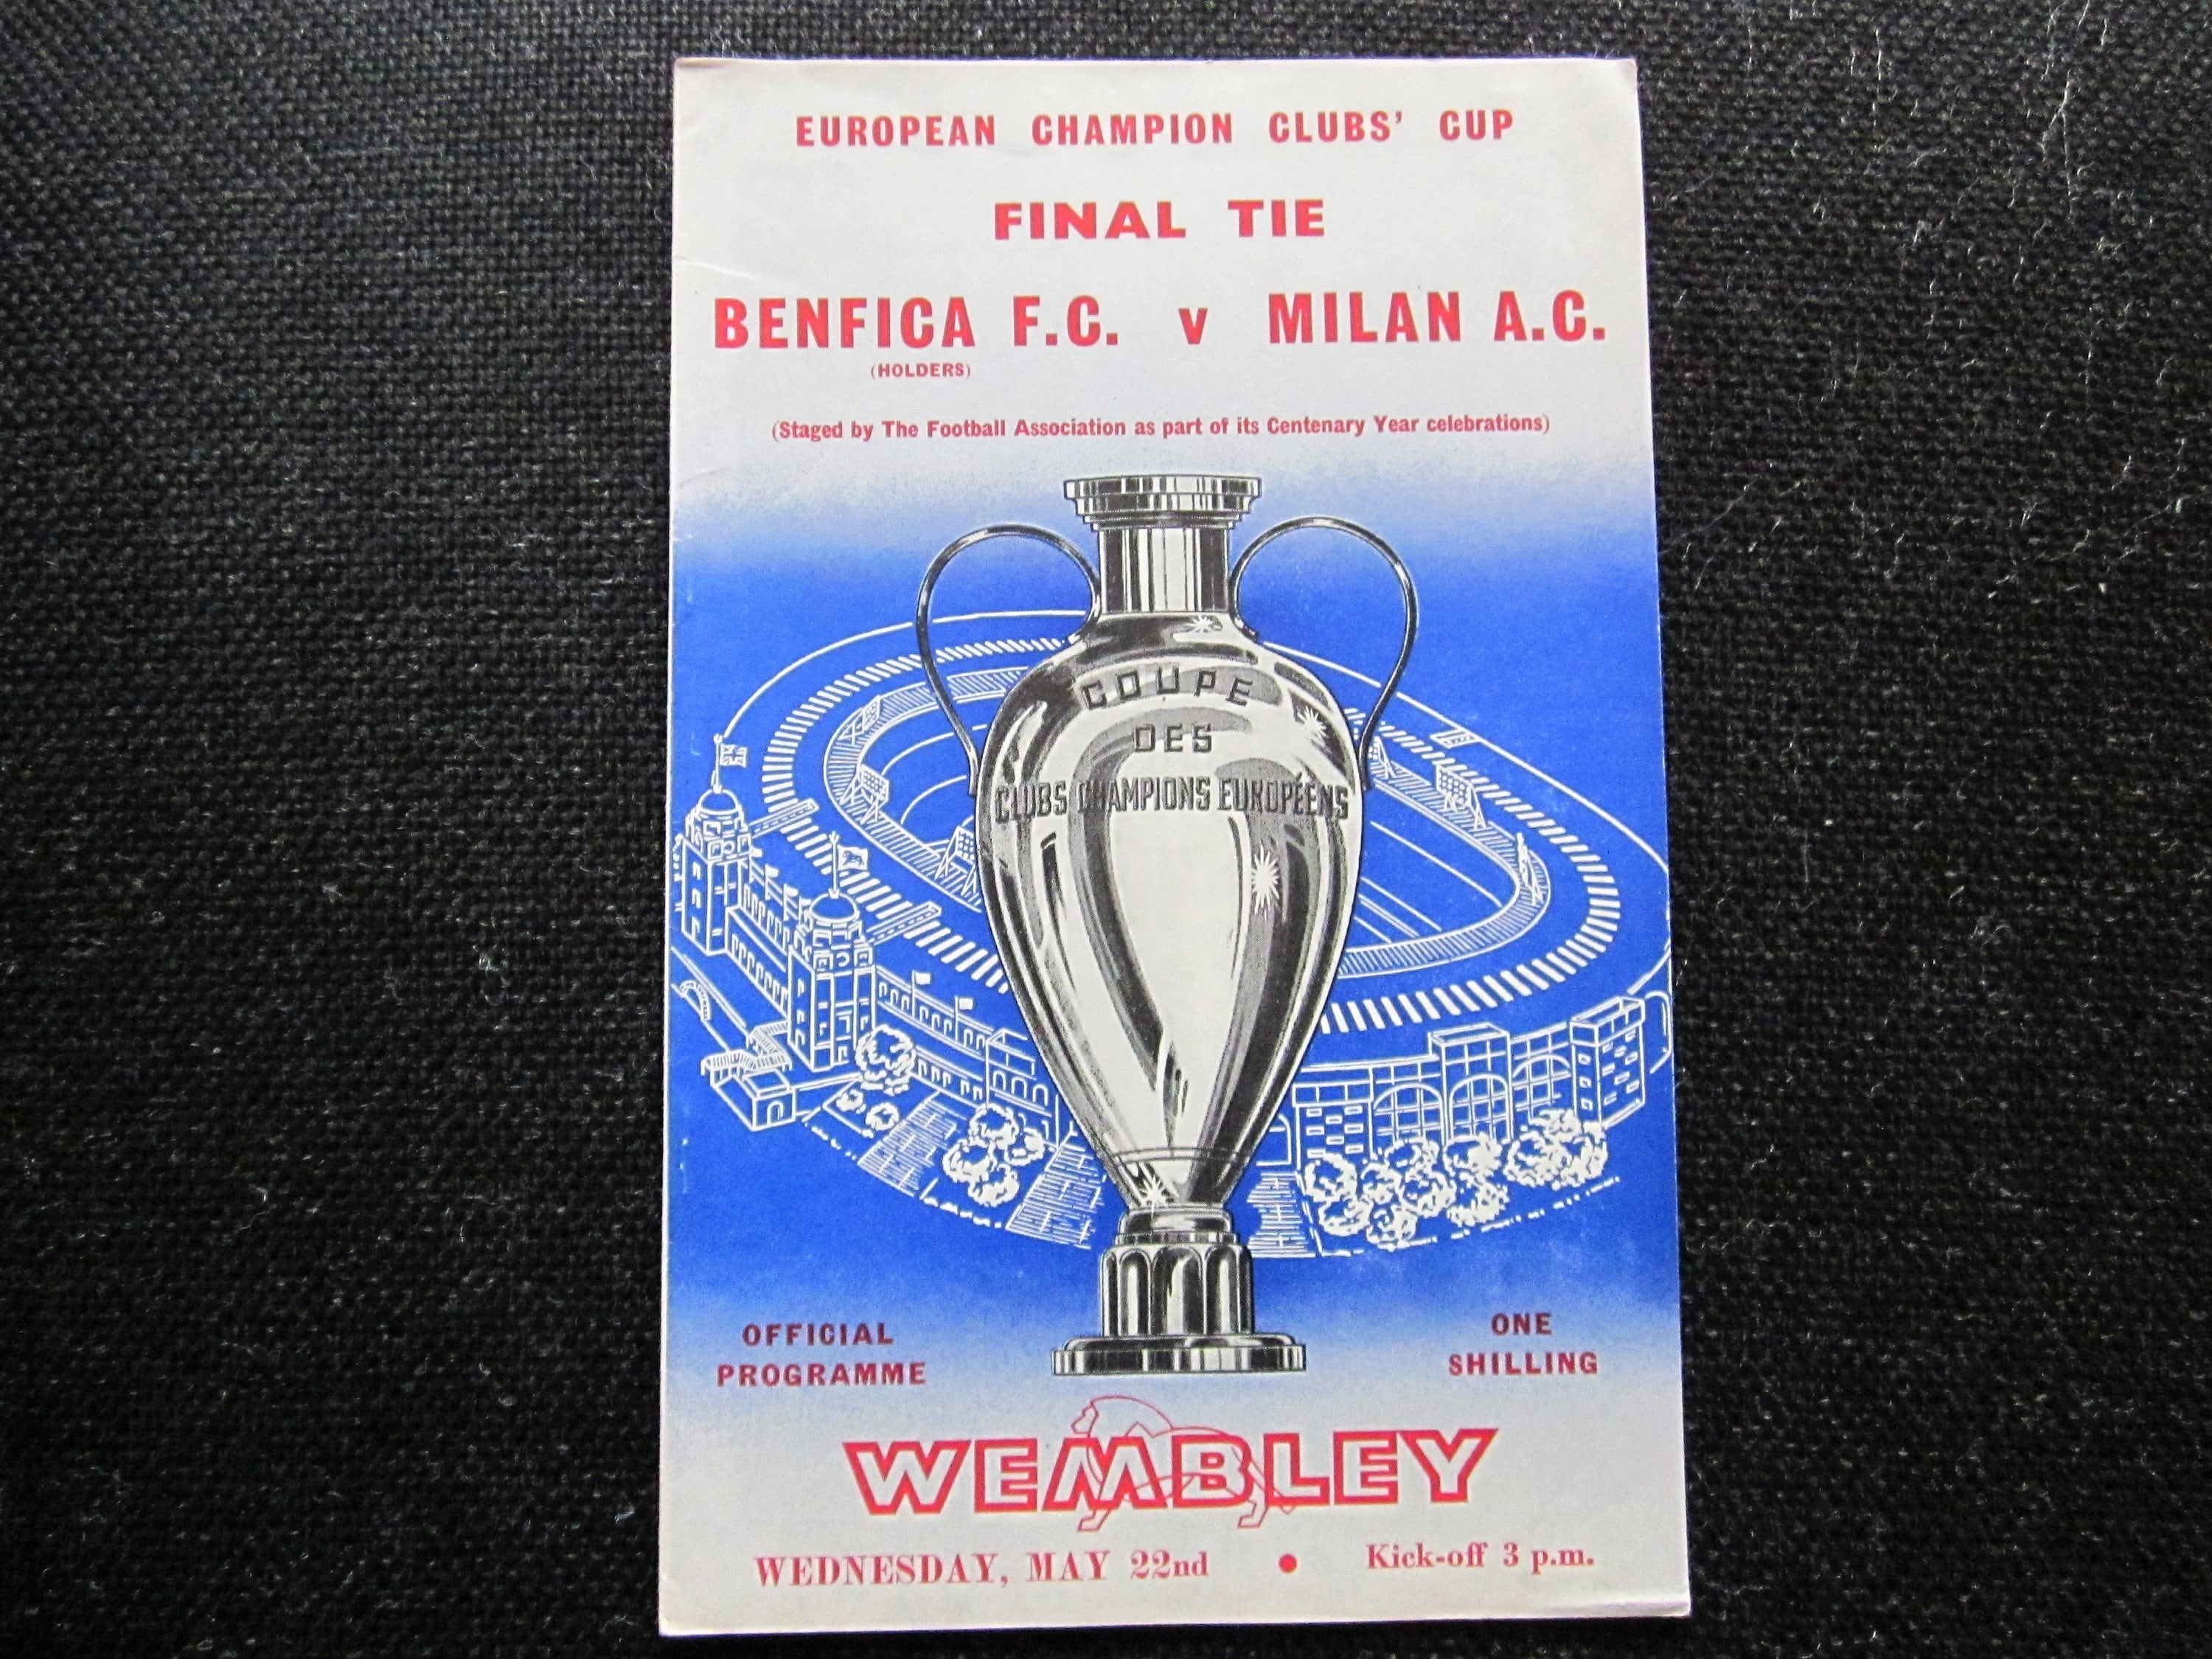 EUROPEAN CHAMPION CLUBS' CUP
FINAL TIE
BENFICA F.C. v MILAN A.C.
(HOLDERS)
(Staged by The Football Association as part of its Centenary Year celebrations)
COUPE
DES
CLUBS CHAMPIONS EUROPÉENS
OFFICIAL
PROGRAMME
ONE
SHILLING
WEMBLEY
WEDNESDAY, MAY 22nd • Kick-off 3 p.m.